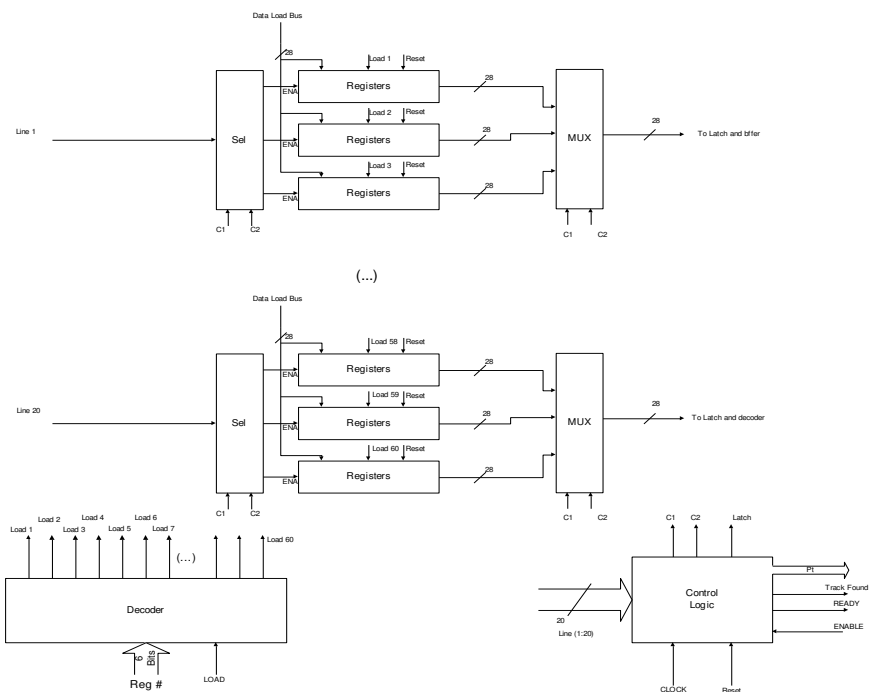 Data Load Bus
28
Load 1 Reset
Registers
28
ENA
Load 2 Reset
Line 1
Sel
Registers
28
ENA
MUX
28
To Latch and bffer
Load 3 Reset
Registers
28
ENA
C1 C2
C1 C2
(...)
Data Load Bus
28
Load 58 Reset
Registers
28
ENA
Load 59 Reset
Line 20
Sel
Registers
28
ENA
MUX
28
To Latch and decoder
Load 60 Reset
Registers
28
ENA
C1 C2
C1 C2
Load 1
Load 2
Load 3
Load 4
Load 5
Load 6
Load 7
(...)
Load 60
Decoder
6 Bits
Reg #
LOAD
C1 C2 Latch
Control
Logic
Pt
Track Found
READY
ENABLE
20
Line (1:20)
CLOCK
Reset